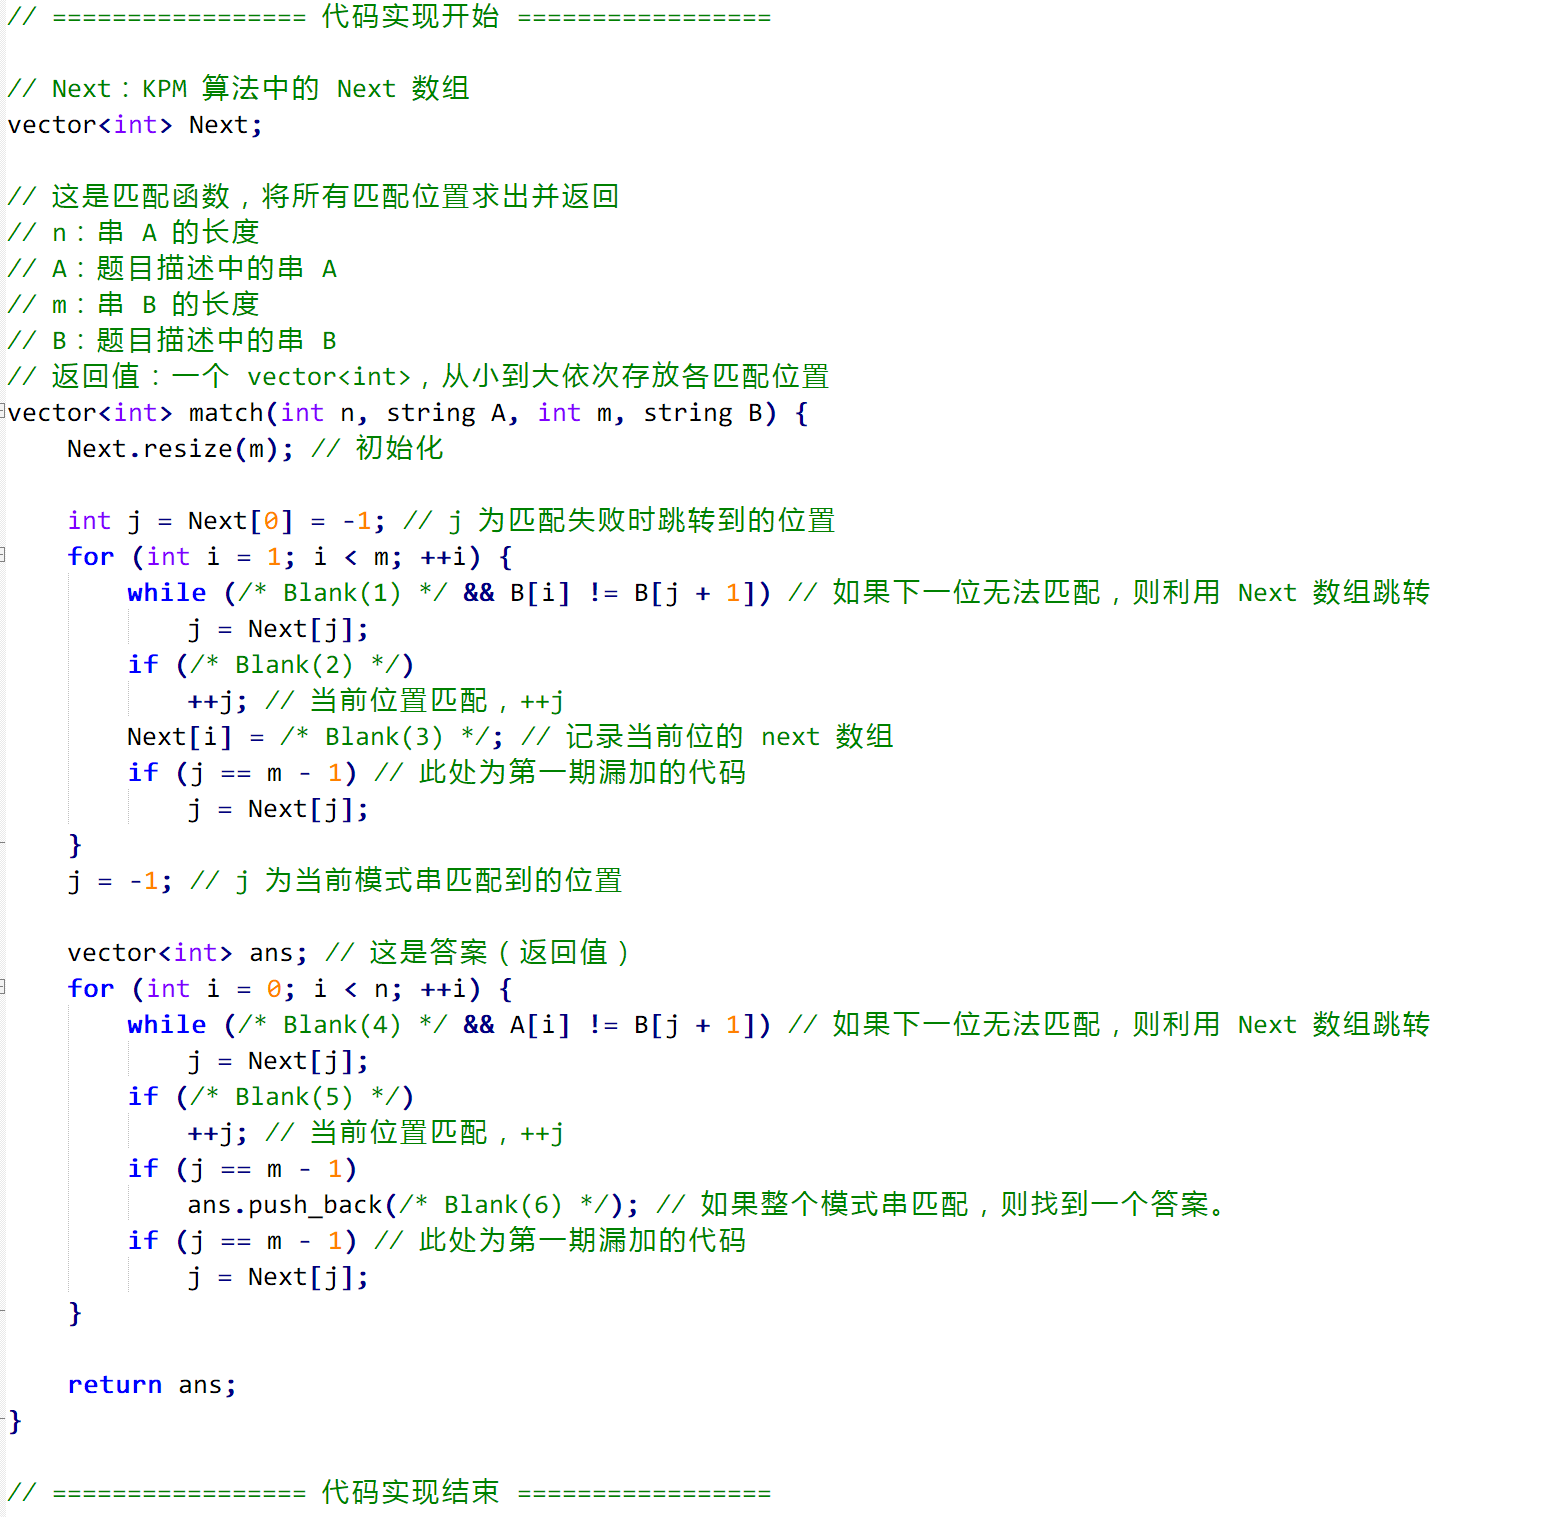 // ================= 代码实现开始 =================
// Next：KPM 算法中的 Next 数组
vector<int> Next;
// 这是匹配函数，将所有匹配位置求出并返回
// n：串 A 的长度
// A：题目描述中的串 A
// m：串 B 的长度
// B：题目描述中的串 B
// 返回值：一个 vector<int>，从小到大依次存放各匹配位置
vector<int> match(int n, string A, int m, string B) {
    Next.resize(m); // 初始化
    int j = Next[0] = -1; // j 为匹配失败时跳转到的位置
    for (int i = 1; i < m; ++i) {
        while (/* Blank(1) */ && B[i] != B[j + 1]) // 如果下一位无法匹配，则利用 Next 数组跳转
            j = Next[j];
        if (/* Blank(2) */)
            ++j; // 当前位置匹配，++j
        Next[i] = /* Blank(3) */; // 记录当前位的 next 数组
        if (j == m - 1) // 此处为第一期漏加的代码
            j = Next[j];
    }
    j = -1; // j 为当前模式串匹配到的位置
    vector<int> ans; // 这是答案（返回值）
    for (int i = 0; i < n; ++i) {
        while (/* Blank(4) */ && A[i] != B[j + 1]) // 如果下一位无法匹配，则利用 Next 数组跳转
            j = Next[j];
        if (/* Blank(5) */)
            ++j; // 当前位置匹配，++j
        if (j == m - 1)
            ans.push_back(/* Blank(6) */); // 如果整个模式串匹配，则找到一个答案。
        if (j == m - 1) // 此处为第一期漏加的代码
            j = Next[j];
    }
    return ans;
}
// ================= 代码实现结束 =================